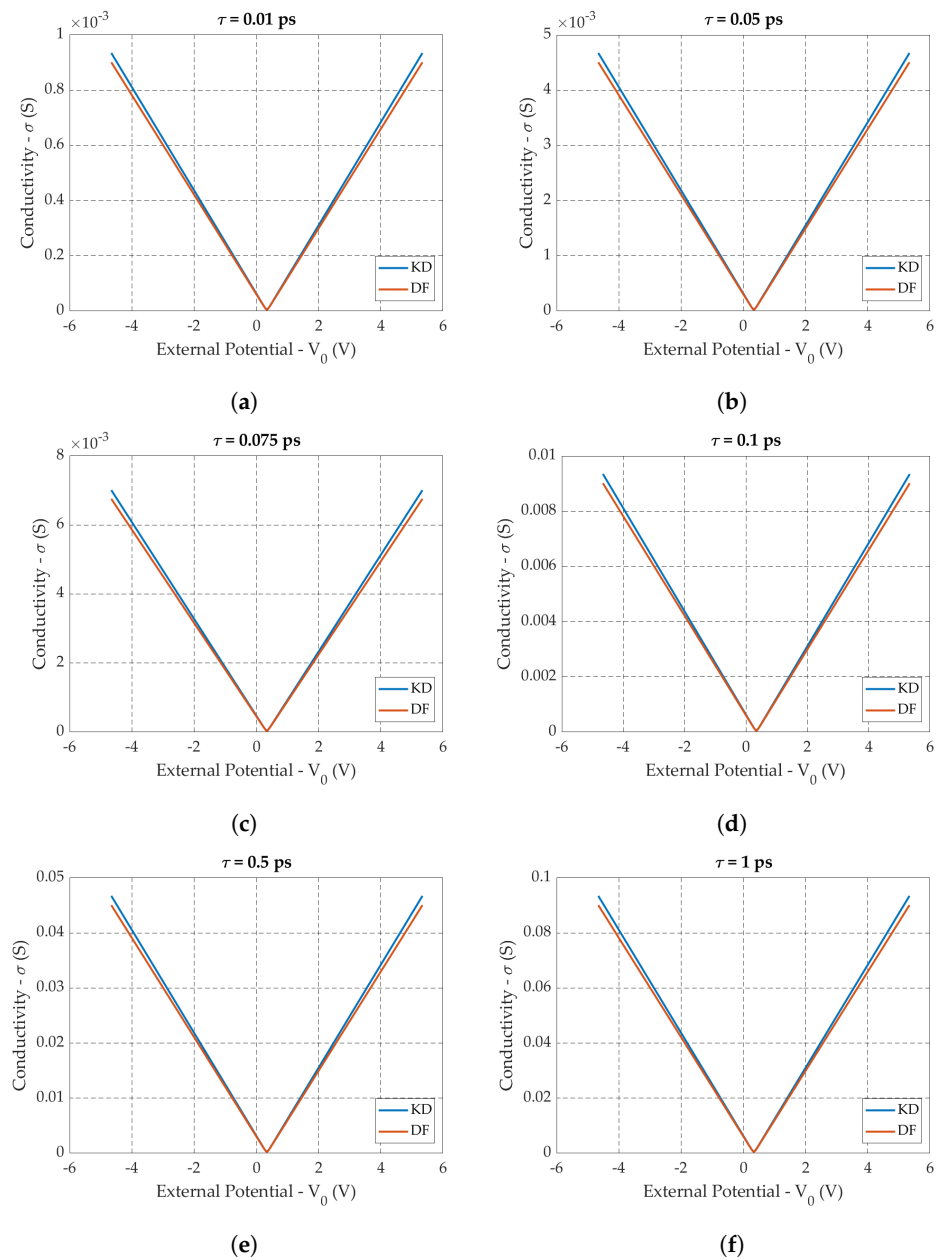 ×10-3
τ = 0.01 ps
1
0.8
0.6
0.4
0.2
0
Conductivity - σ (S)
KD
DF
-6 -4 -2 0 2 4 6
External Potential - V0 (V)
(a)
×10-3
τ = 0.05 ps
5
4
3
2
1
0
Conductivity - σ (S)
KD
DF
-6 -4 -2 0 2 4 6
External Potential - V0 (V)
(b)
×10-3
τ = 0.075 ps
8
6
4
2
0
Conductivity - σ (S)
KD
DF
-6 -4 -2 0 2 4 6
External Potential - V0 (V)
(c)
τ = 0.1 ps
0.01
0.008
0.006
0.004
0.002
0
Conductivity - σ (S)
KD
DF
-6 -4 -2 0 2 4 6
External Potential - V0 (V)
(d)
τ = 0.5 ps
0.05
0.04
0.03
0.02
0.01
0
Conductivity - σ (S)
KD
DF
-6 -4 -2 0 2 4 6
External Potential - V0 (V)
(e)
τ = 1 ps
0.1
0.08
0.06
0.04
0.02
0
Conductivity - σ (S)
KD
DF
-6 -4 -2 0 2 4 6
External Potential - V0 (V)
(f)